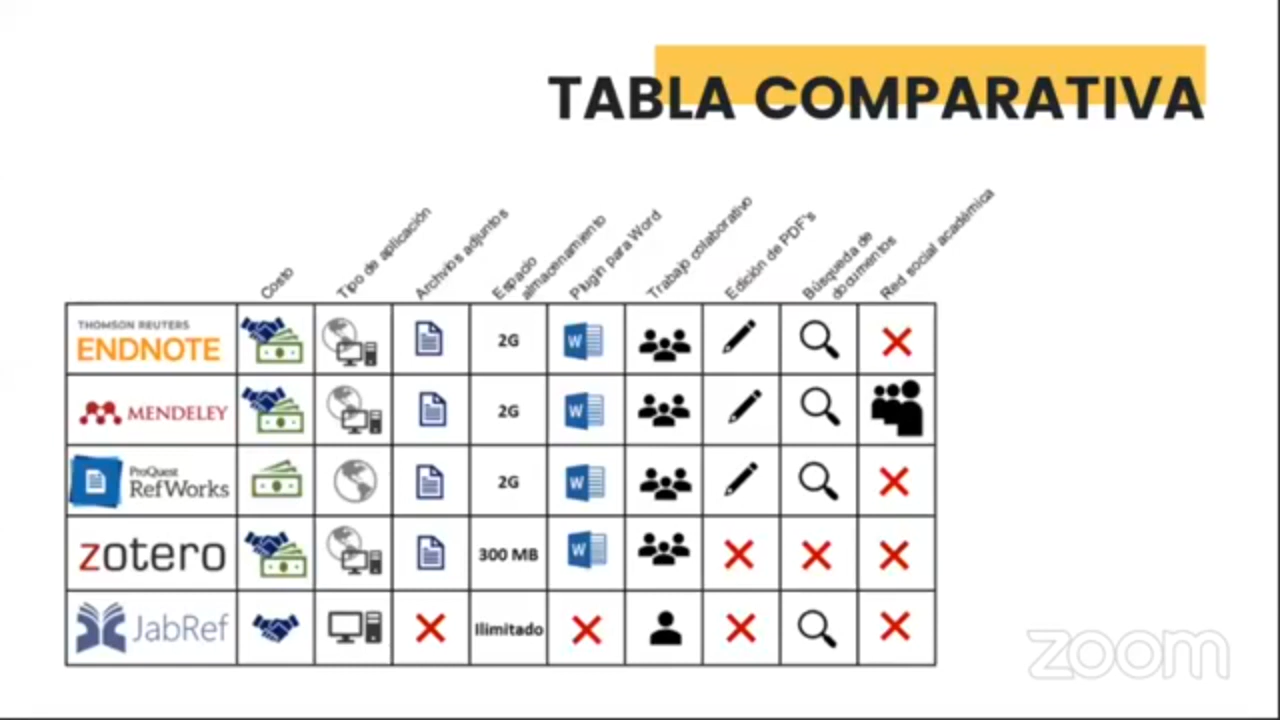 TABLA COMPARATIVA
Costo
Tipo de aplicación
Archvios adjuntos
Espacio
almacenamiento
Plugin para Word
Trabajo colaborativo
Edición de PDF's
Búsqueda de
documentos
Red social académica
THOMSON REUTERS
ENDNOTE
2G
W
MENDELEY
2G
W
ProQuest
RefWorks
2G
W
zotero
300 MB
W
JabRef
Ilimitado
zoom